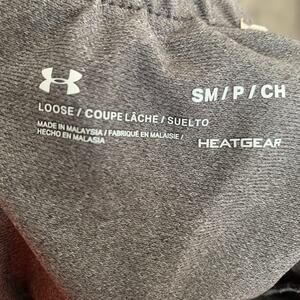 SM / P / CH
LOOSE / COUPE LÂCHE / SUELTO
MADE IN MALAYSIA / FABRIQUÉ EN MALAISIE /
HECHO EN MALASIA
HEATGEAR